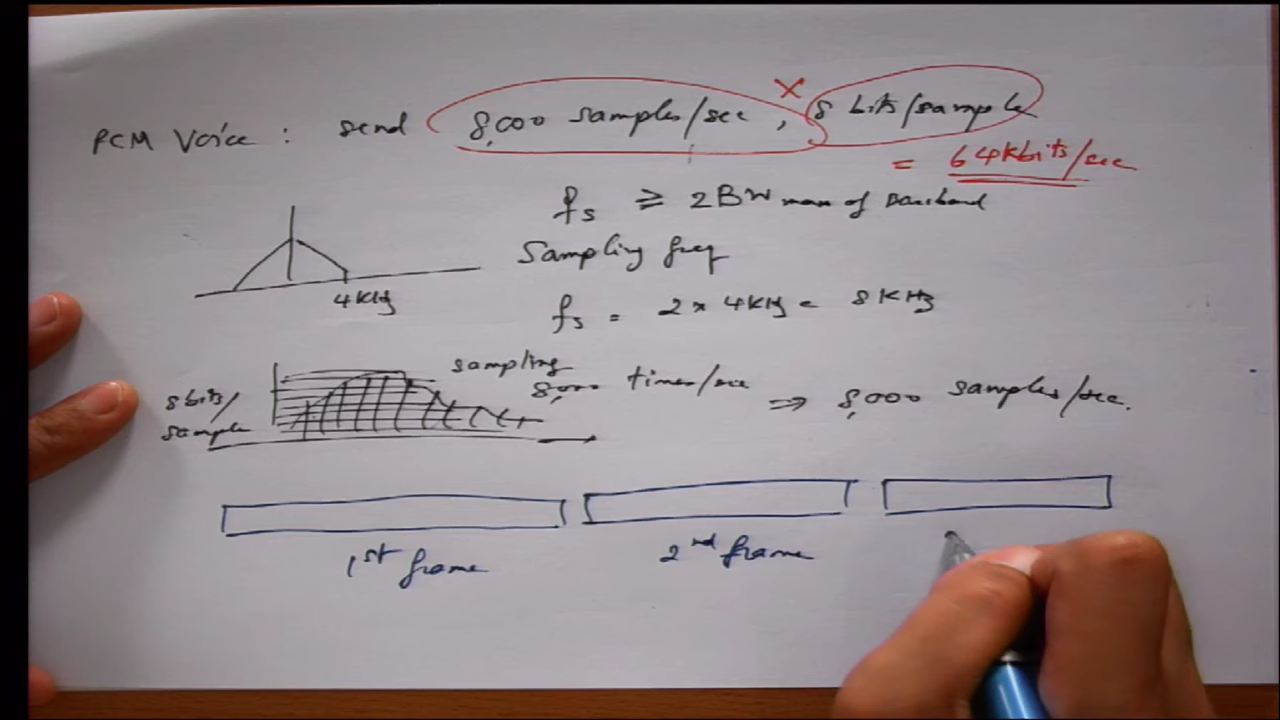 PCM Voice : send 8,000 samples/sec , 8 bits/sample
×
= 64Kbits/sec
fs ≥ 2BW max of baseband
Sampling freq
4KHz
fs = 2 × 4KHz = 8KHz
sampling
8,000 times/sec ⇒ 8,000 samples/sec.
8bits/
sample
1st frame
2nd frame